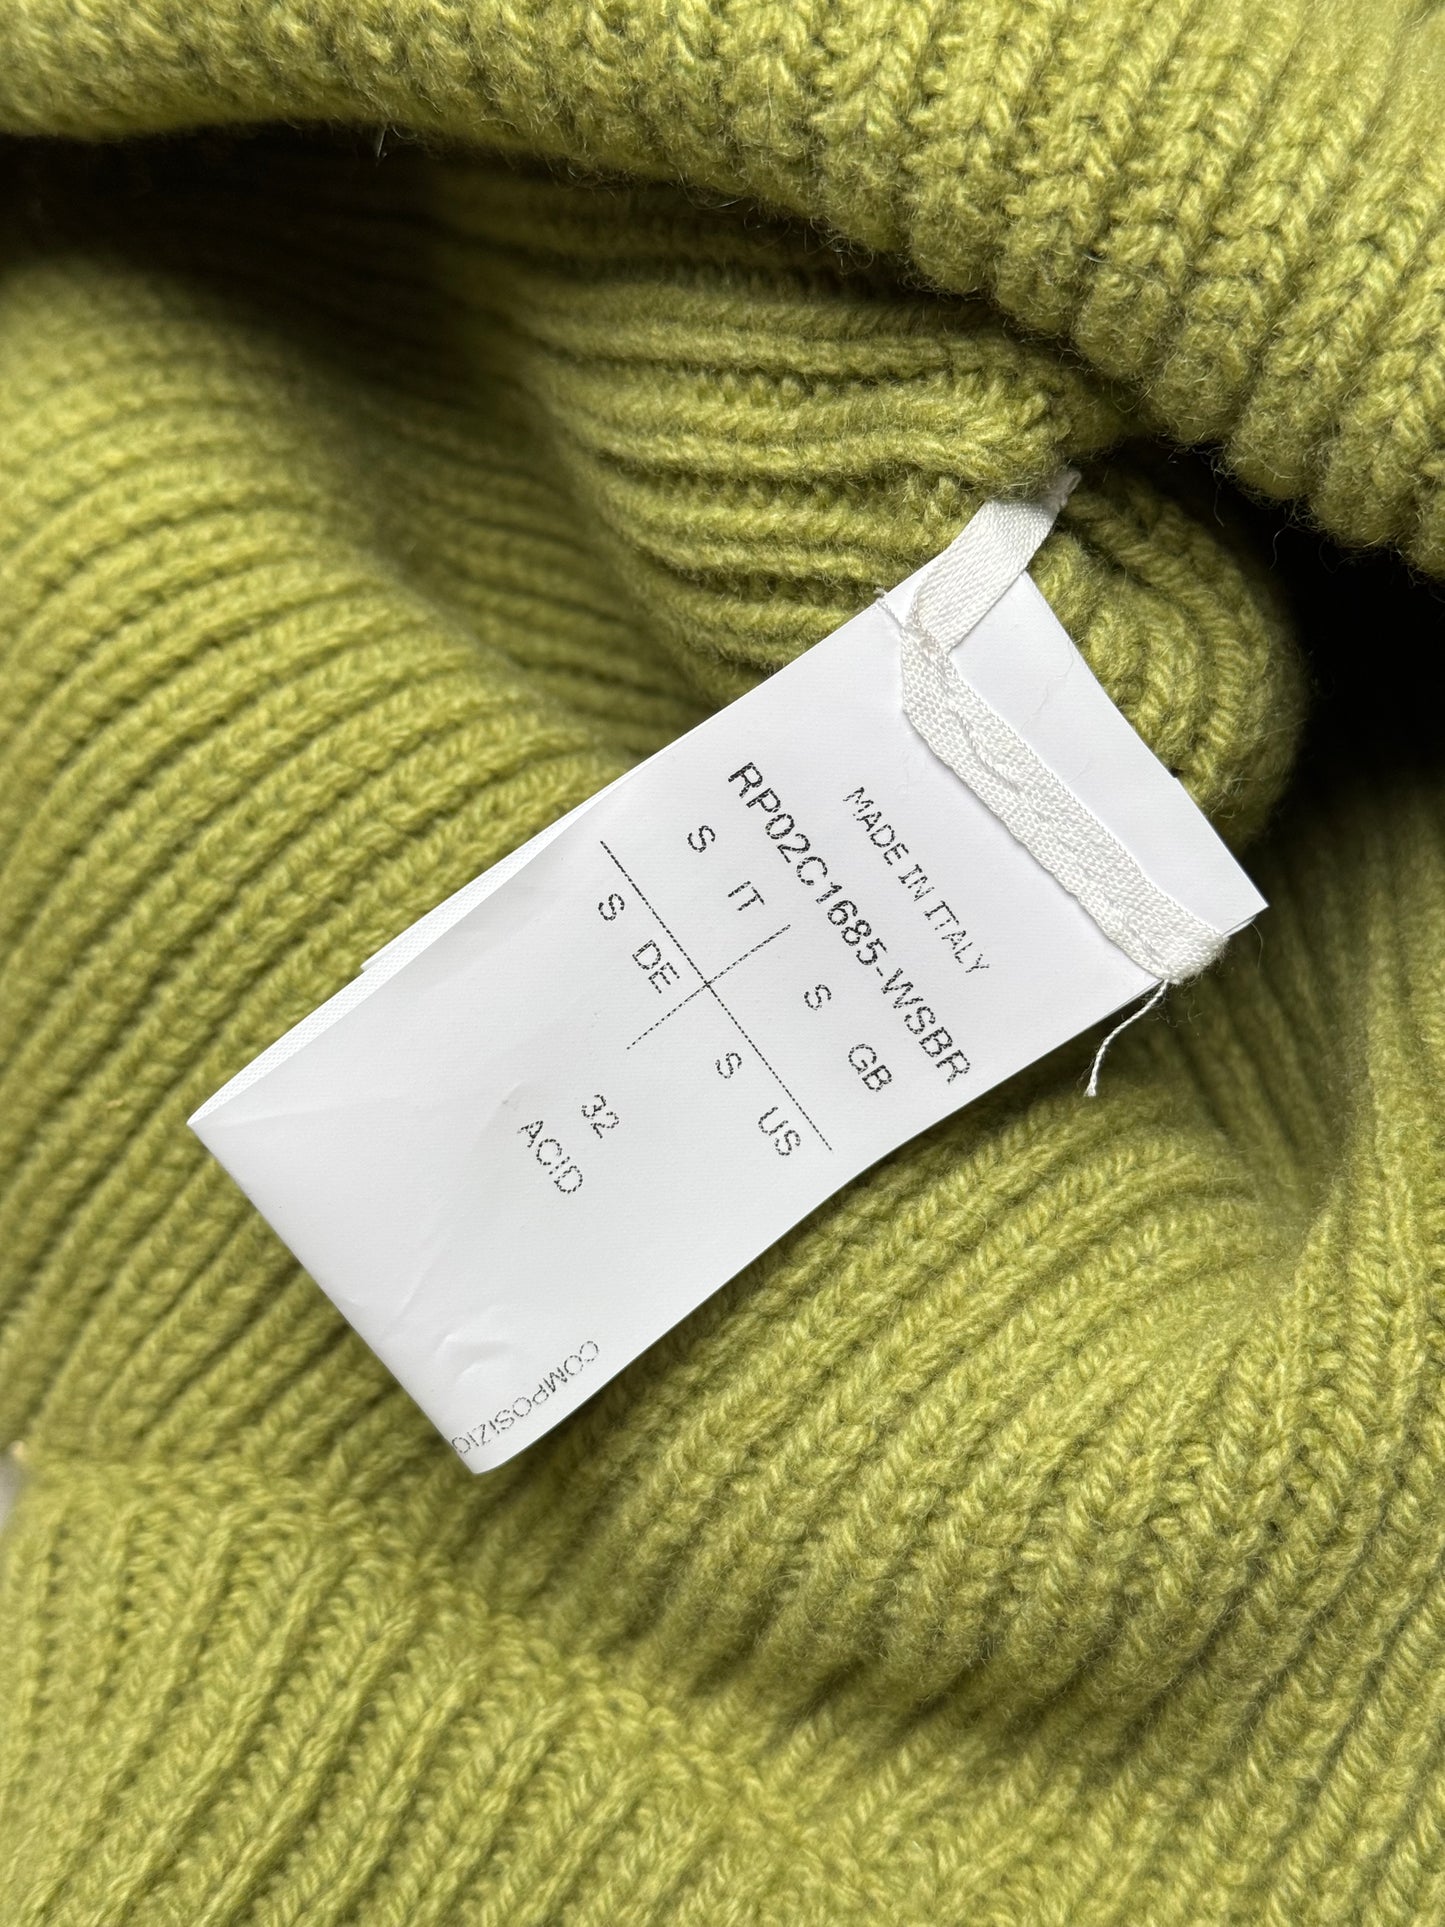 MADE IN ITALY
RP02C1685-WSBR
S IT S GB
S DE S US
32
ACID
COMPOSIZIO